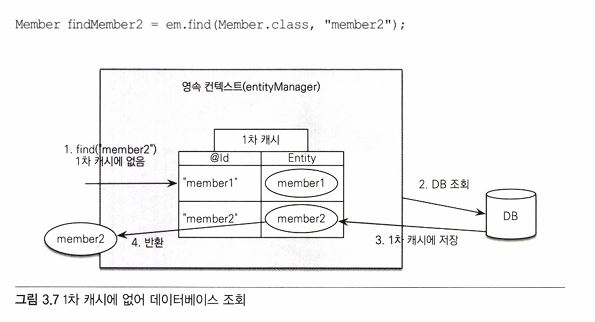 Member findMember2 = em.find(Member.class, "member2");
영속 컨텍스트(entityManager)
1차 캐시
1. find("member2")
1차 캐시에 없음
@Id
Entity
"member1"
member1
2. DB 조회
"member2"
member2
DB
member2
4. 반환
3. 1차 캐시에 저장
그림 3.7 1차 캐시에 없어 데이터베이스 조회